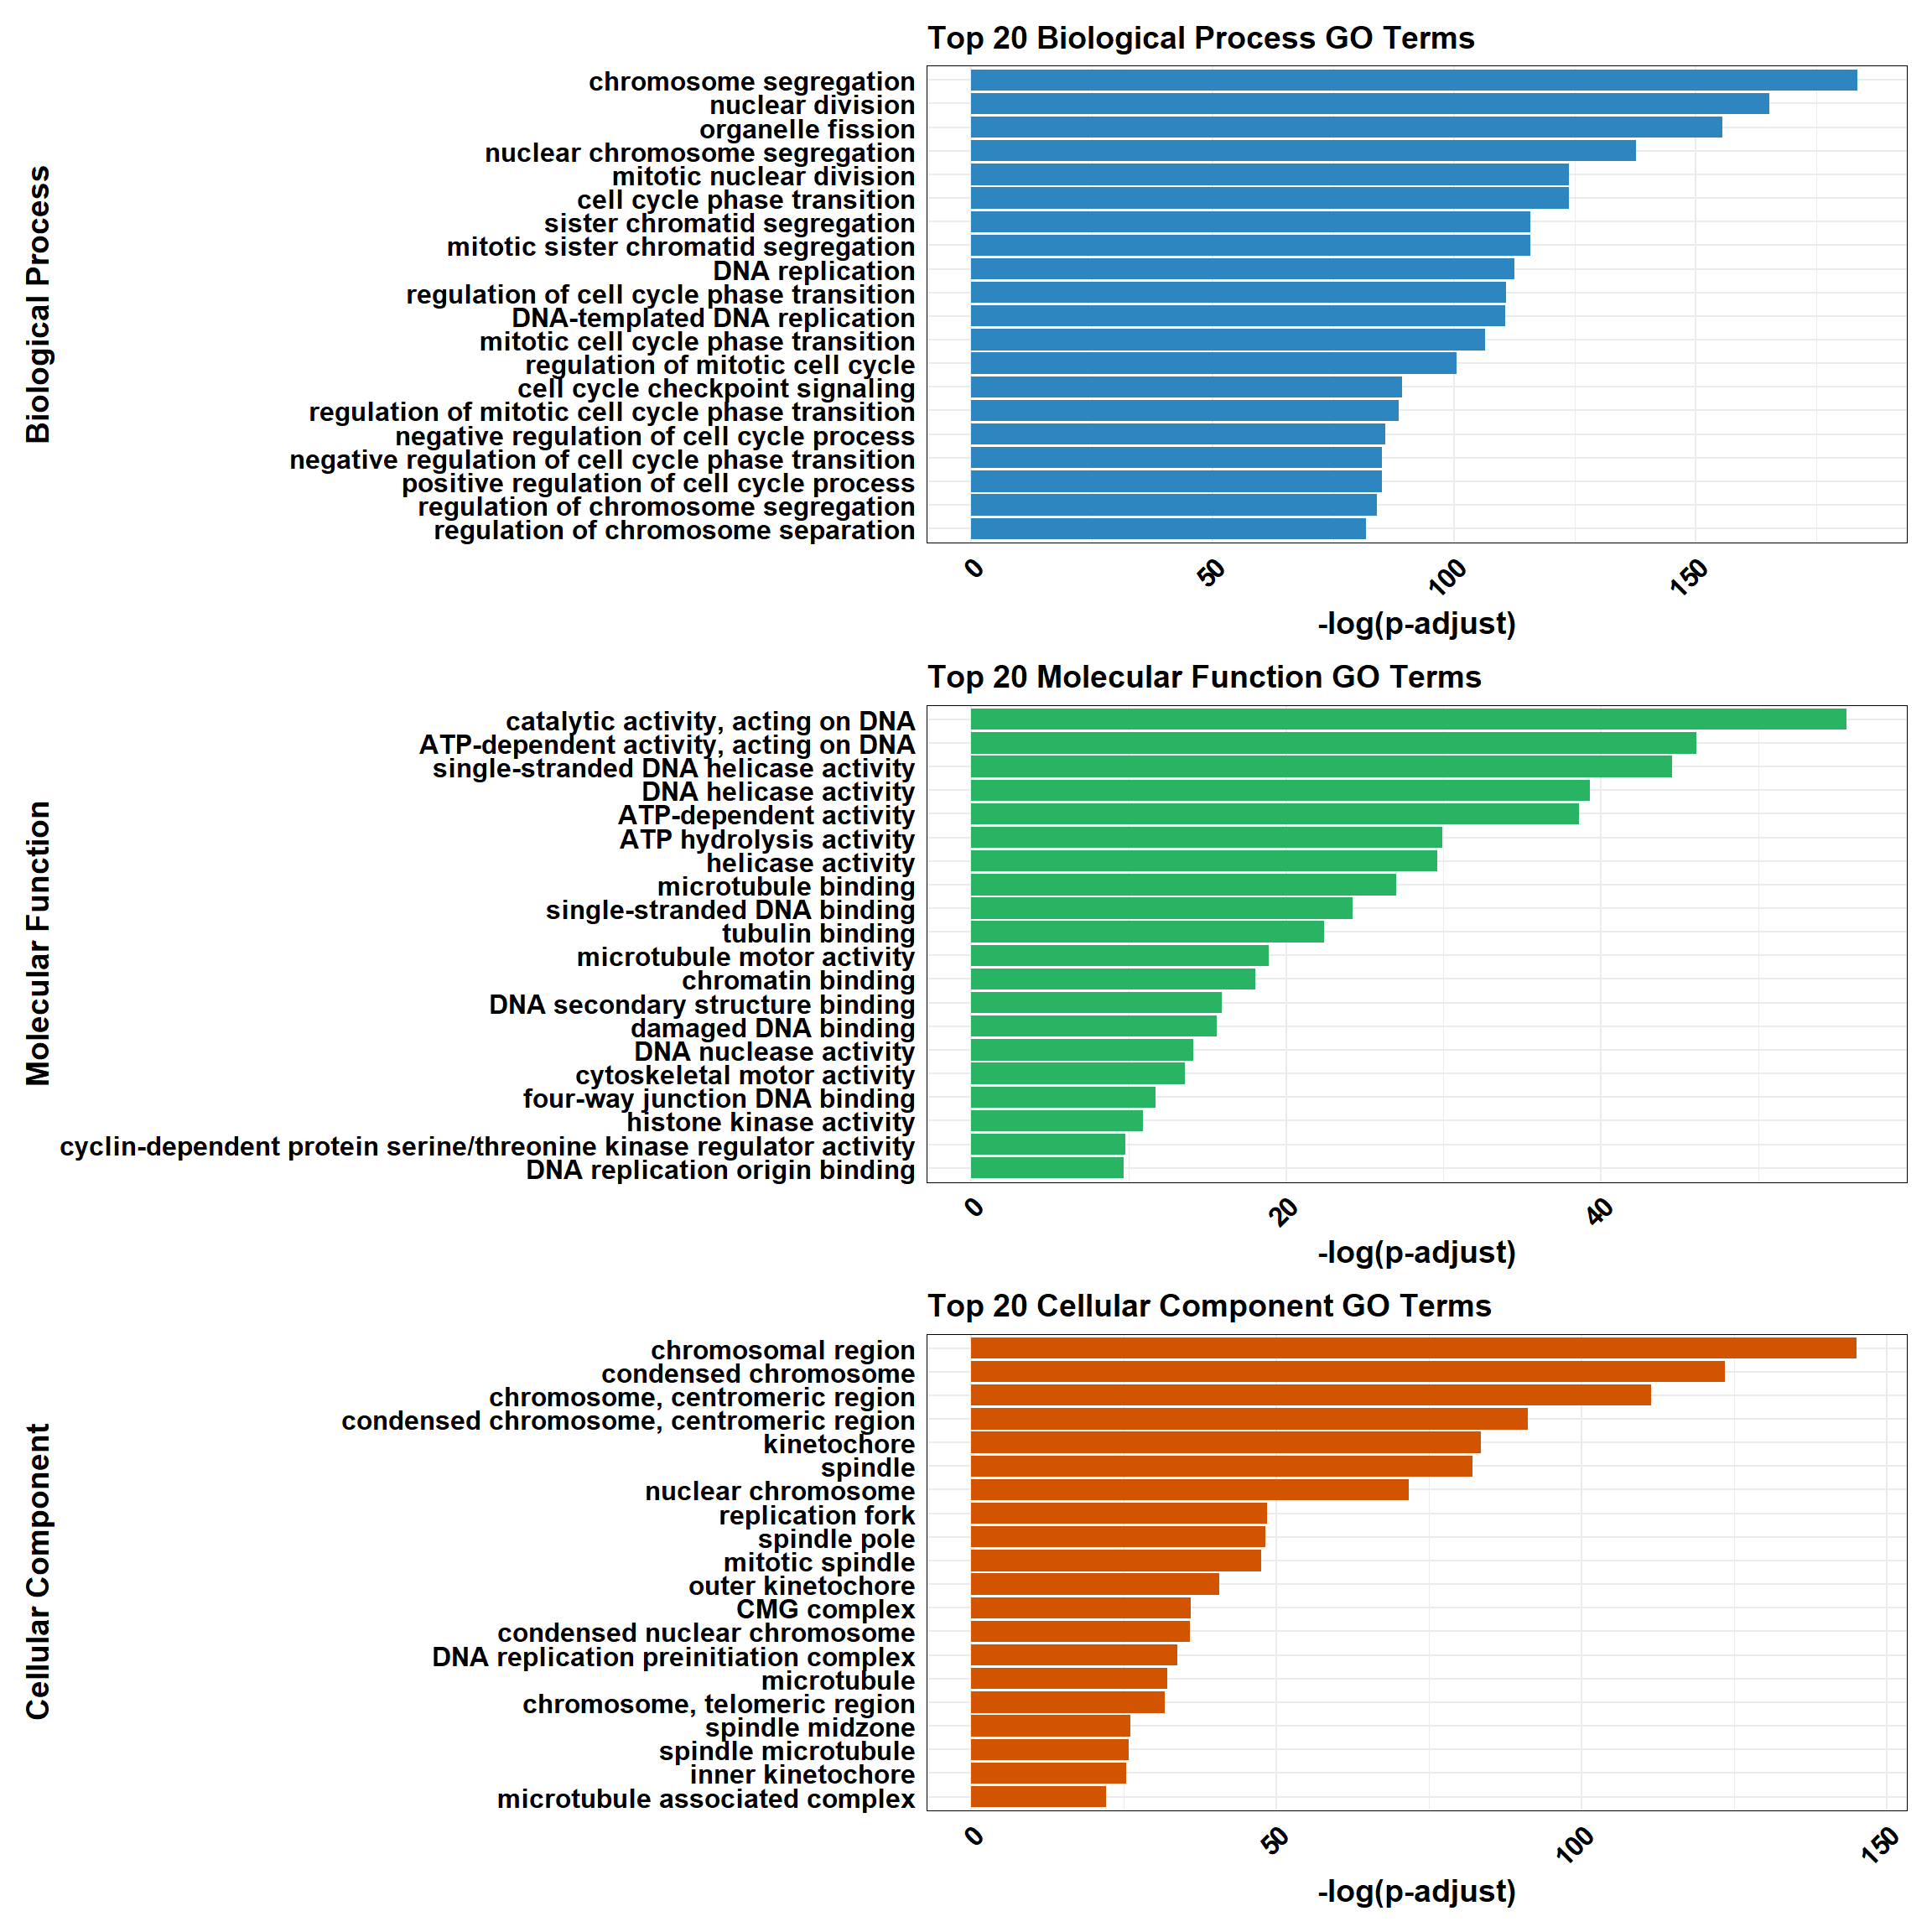 Top 20 Biological Process GO Terms
Biological Process
chromosome segregation
nuclear division
organelle fission
nuclear chromosome segregation
mitotic nuclear division
cell cycle phase transition
sister chromatid segregation
mitotic sister chromatid segregation
DNA replication
regulation of cell cycle phase transition
DNA-templated DNA replication
mitotic cell cycle phase transition
regulation of mitotic cell cycle
cell cycle checkpoint signaling
regulation of mitotic cell cycle phase transition
negative regulation of cell cycle process
negative regulation of cell cycle phase transition
positive regulation of cell cycle process
regulation of chromosome segregation
regulation of chromosome separation
0 50 100 150
-log(p-adjust)
Top 20 Molecular Function GO Terms
Molecular Function
catalytic activity, acting on DNA
ATP-dependent activity, acting on DNA
single-stranded DNA helicase activity
DNA helicase activity
ATP-dependent activity
ATP hydrolysis activity
helicase activity
microtubule binding
single-stranded DNA binding
tubulin binding
microtubule motor activity
chromatin binding
DNA secondary structure binding
damaged DNA binding
DNA nuclease activity
cytoskeletal motor activity
four-way junction DNA binding
histone kinase activity
cyclin-dependent protein serine/threonine kinase regulator activity
DNA replication origin binding
0 20 40
-log(p-adjust)
Top 20 Cellular Component GO Terms
Cellular Component
chromosomal region
condensed chromosome
chromosome, centromeric region
condensed chromosome, centromeric region
kinetochore
spindle
nuclear chromosome
replication fork
spindle pole
mitotic spindle
outer kinetochore
CMG complex
condensed nuclear chromosome
DNA replication preinitiation complex
microtubule
chromosome, telomeric region
spindle midzone
spindle microtubule
inner kinetochore
microtubule associated complex
0 50 100 150
-log(p-adjust)